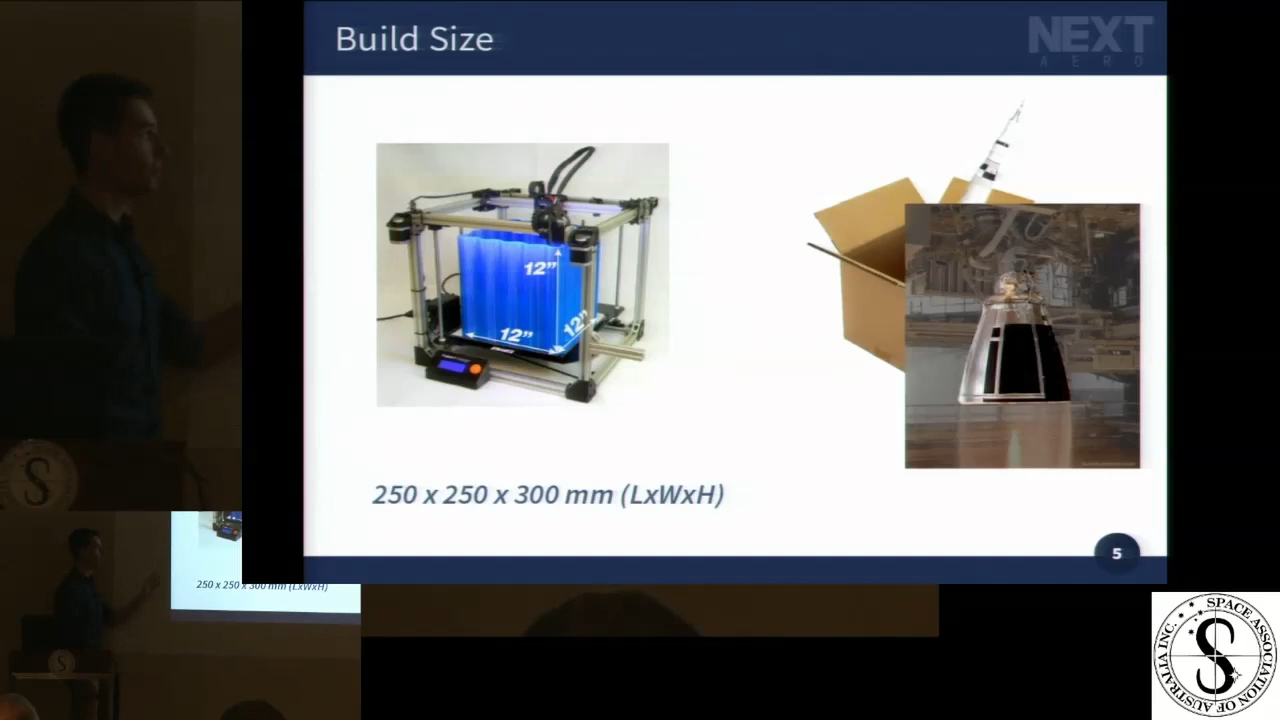 Build Size
NEXT
AERO
12”
12”
12”
250 x 250 x 300 mm (LxWxH)
5
250 x 250 x 300 mm (LxWxH)
SPACE ASSOCIATION OF AUSTRALIA INC.
S
S
S